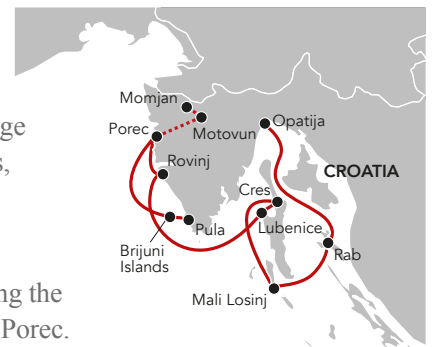 Momjan
ge
Porec
Motovun
Opatija
s,
Rovinj
CROATIA
Cres
Pula
Lubenice
Brijuni
Islands
Rab
ng the
Mali Losinj
Porec.